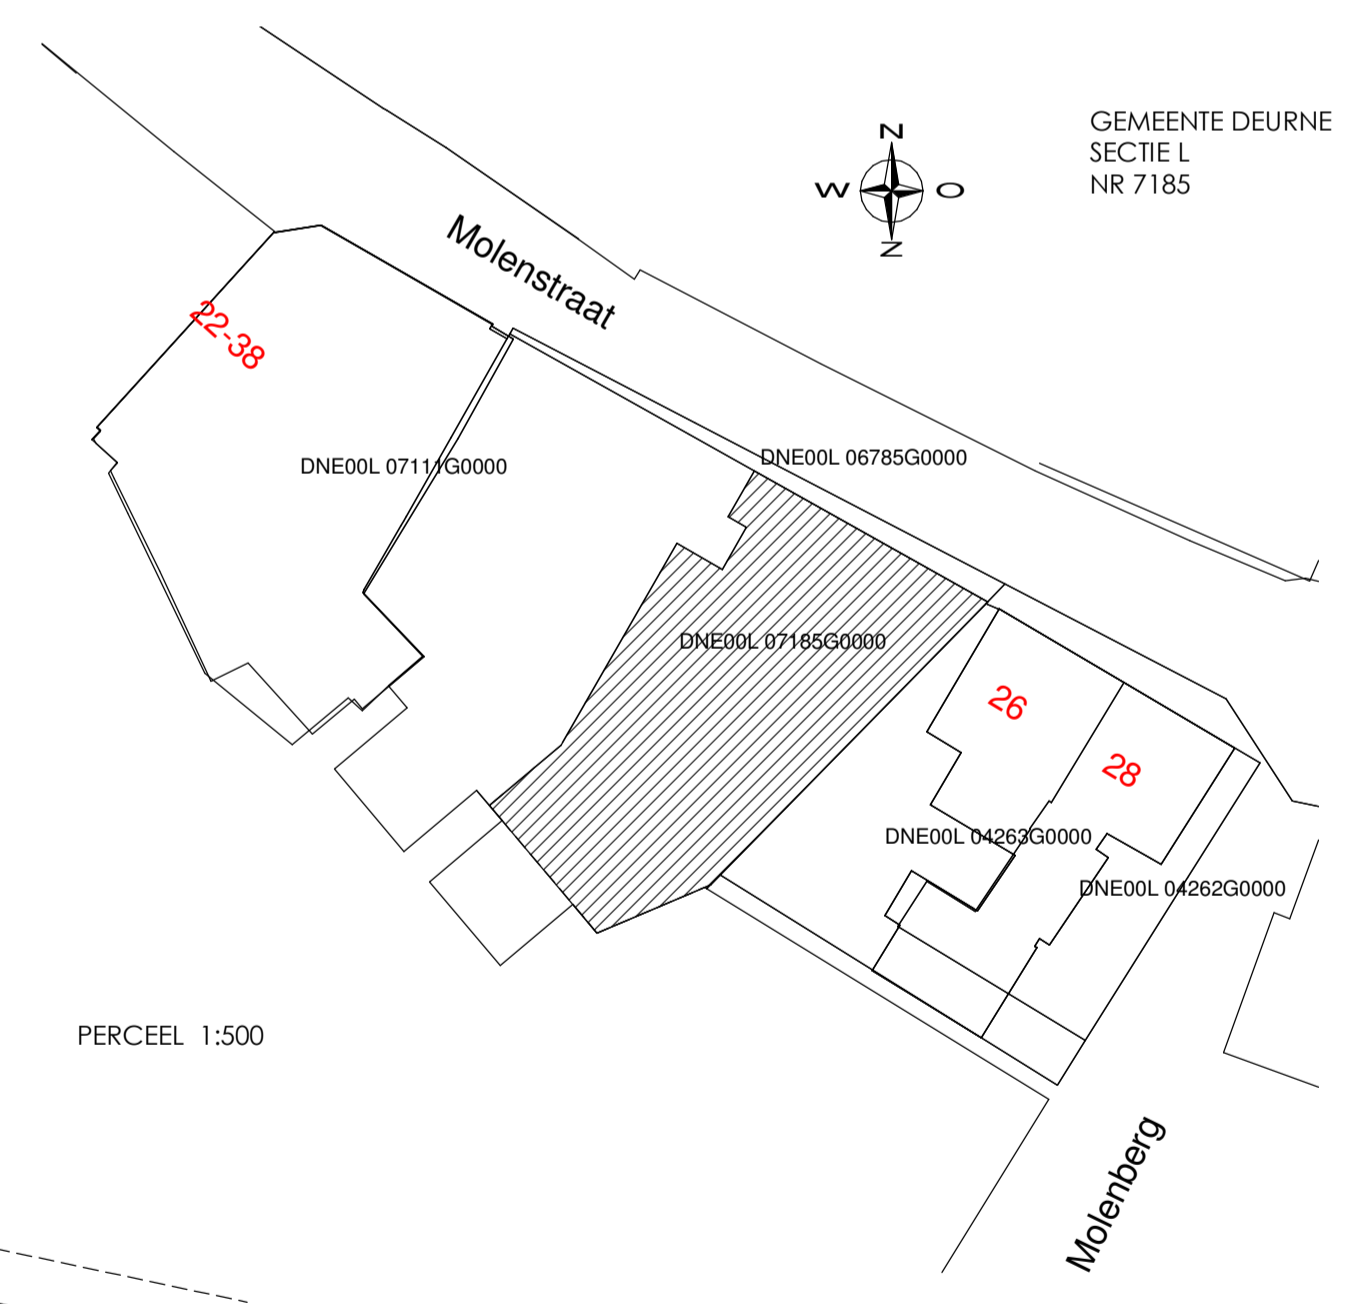 GEMEENTE DEURNE
SECTIE L
NR 7185
N
W O
Z
Molenstraat
22-38
DNE00L 07111G0000
DNE00L 06785G0000
DNE00L 07185G0000
26
28
DNE00L 04263G0000
DNE00L 04262G0000
PERCEEL 1:500
Molenberg